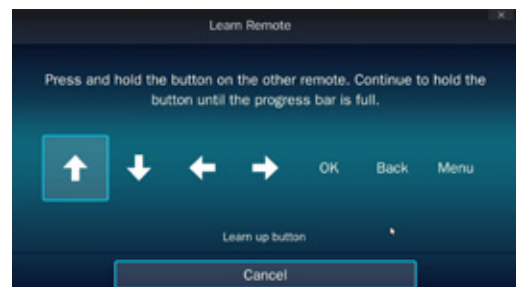 Learn Remote
Press and hold the button on the other remote. Continue to hold the
button until the progress bar is full.
OK Back Menu
Learn up button
Cancel